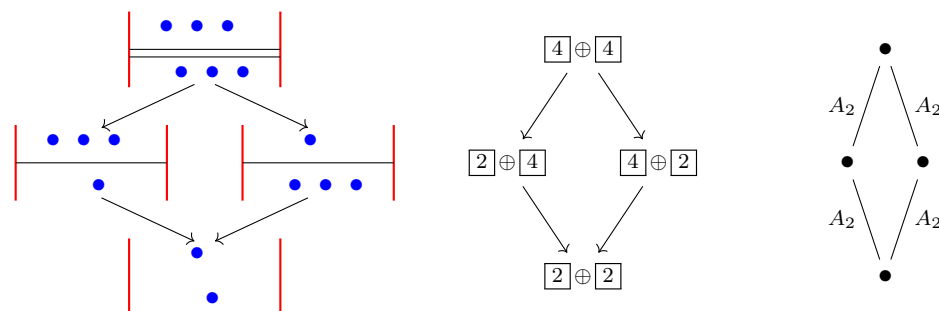 4 ⊕ 4
A₂ A₂
2 ⊕ 4 4 ⊕ 2
A₂ A₂
2 ⊕ 2